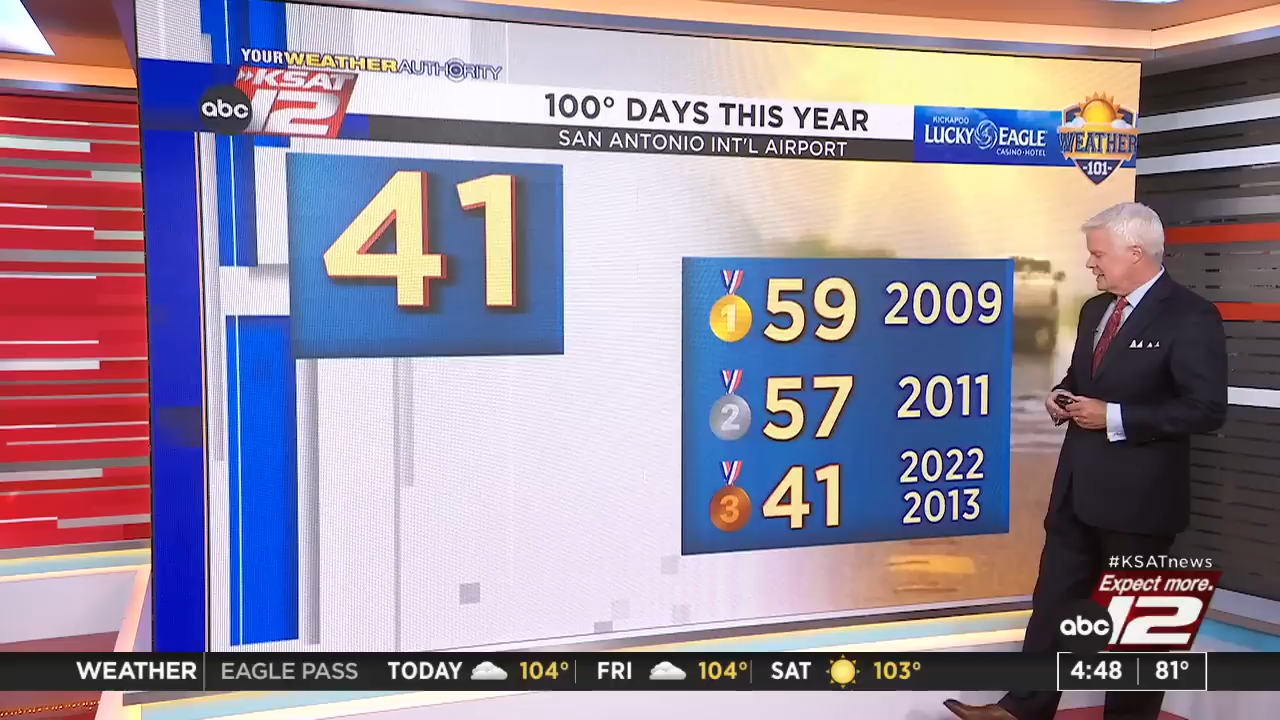 YOUR WEATHER AUTHORITY
abc KSAT 12
100° DAYS THIS YEAR
SAN ANTONIO INT'L AIRPORT
KICKAPOO
LUCKY EAGLE
CASINO·HOTEL
WEATHER
-101-
41
1 59 2009
2 57 2011
3 41 2022
2013
#KSATnews
Expect more.
abc 12
WEATHER EAGLE PASS TODAY 104° FRI 104° SAT 103° 4:48 81°